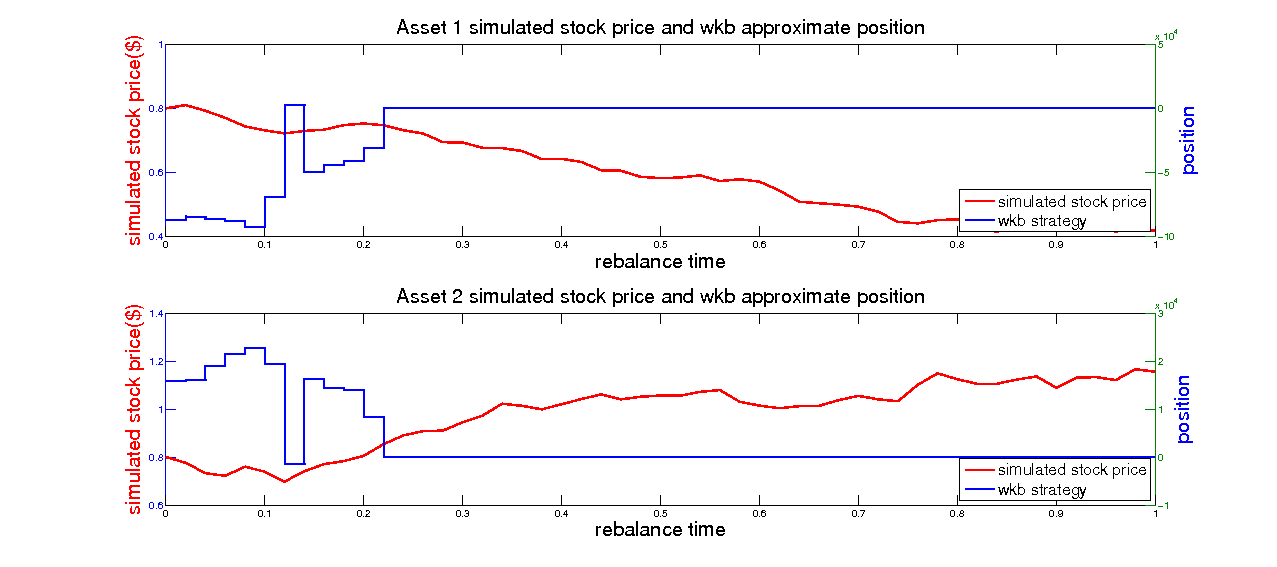 Asset 1 simulated stock price and wkb approximate position
simulated stock price($)
1
0.8
0.6
0.4
x 10^4
5
0
-5
-10
position
simulated stock price
wkb strategy
0 0.1 0.2 0.3 0.4 0.5 0.6 0.7 0.8 0.9 1
rebalance time
Asset 2 simulated stock price and wkb approximate position
simulated stock price($)
1.4
1.2
1
0.8
0.6
x 10^4
3
2
1
0
-1
position
simulated stock price
wkb strategy
0 0.1 0.2 0.3 0.4 0.5 0.6 0.7 0.8 0.9 1
rebalance time